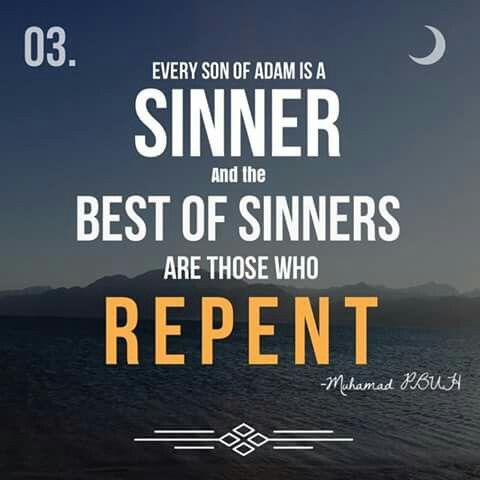 03.
EVERY SON OF ADAM IS A
SINNER
And the
BEST OF SINNERS
ARE THOSE WHO
REPENT
-Muhamad PBUH